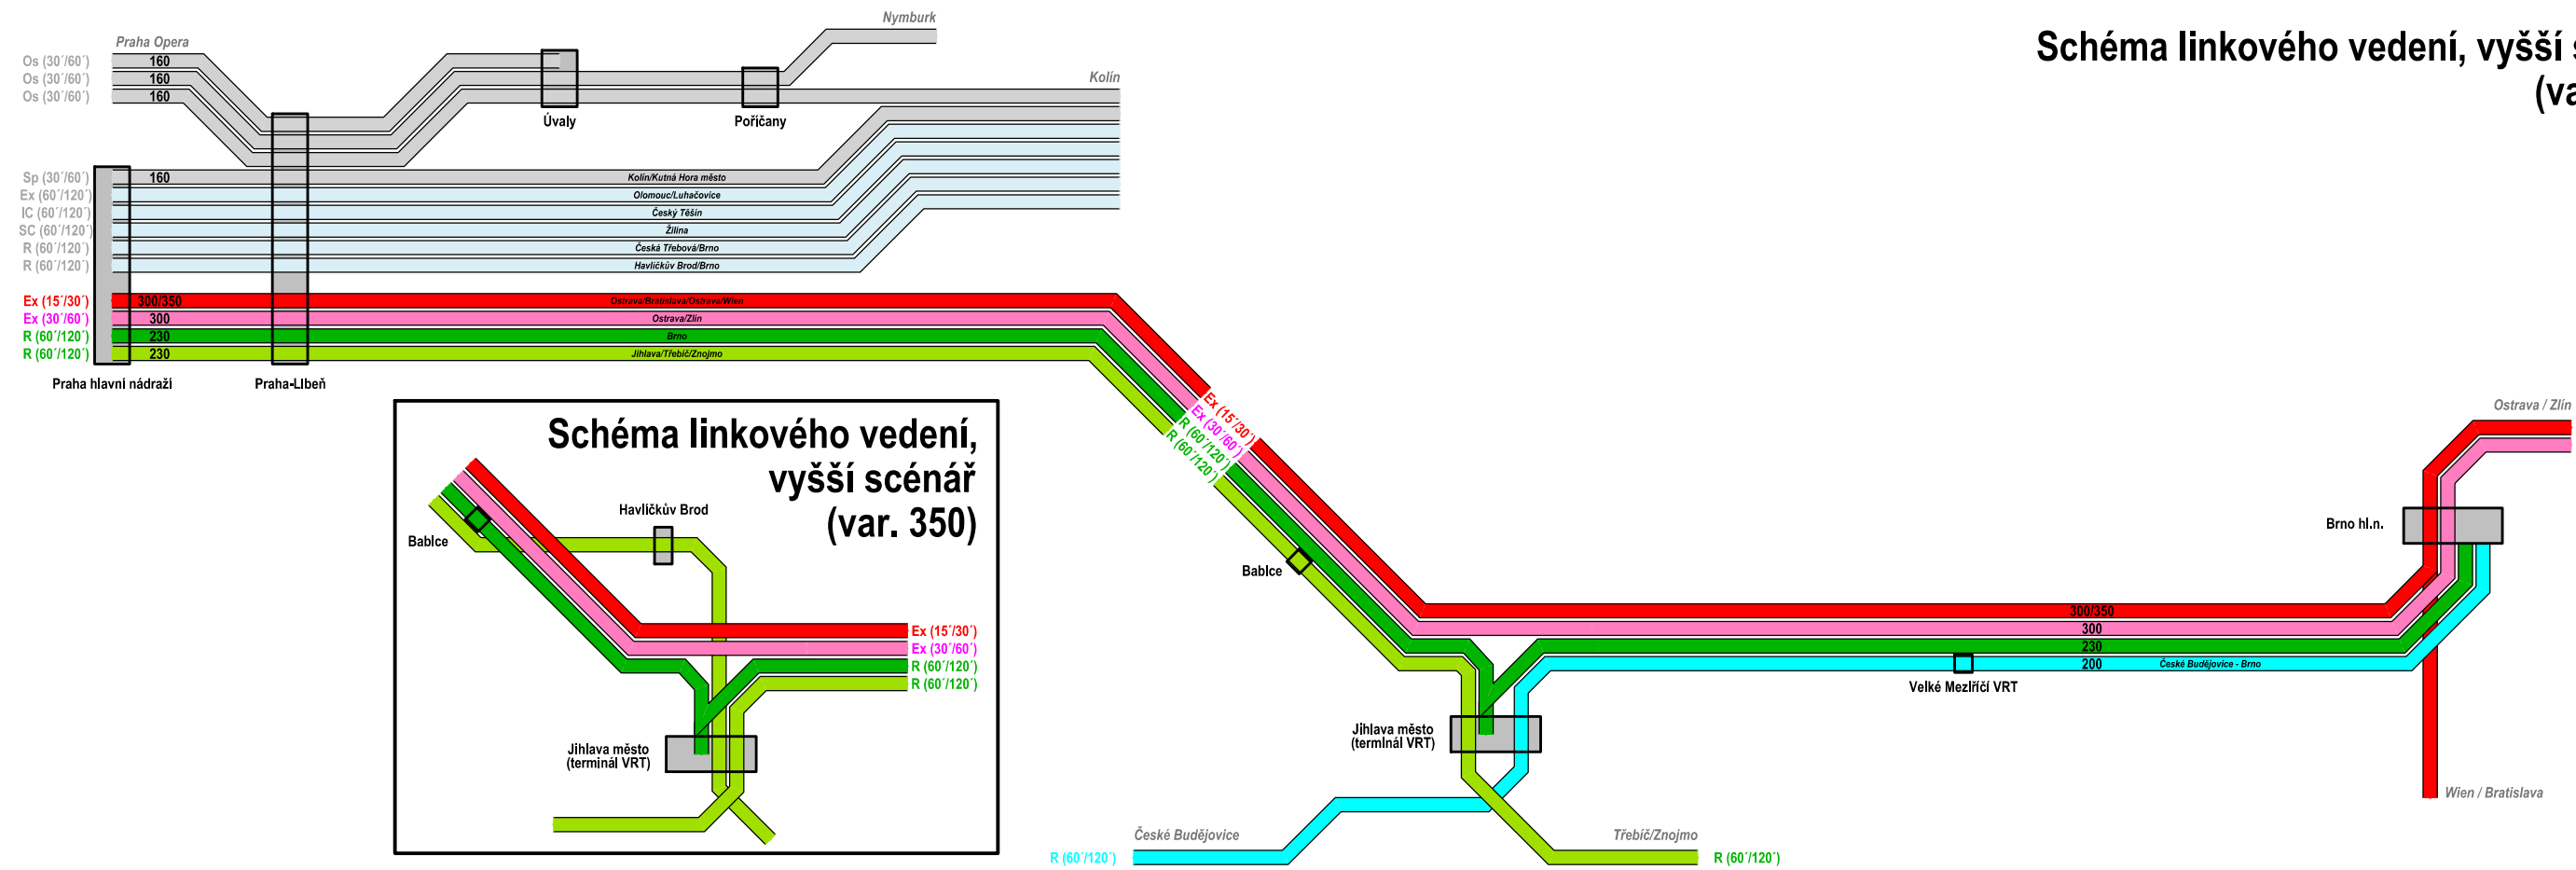 Schéma linkového vedení, vyšší s
(va
Nymburk
Praha Opera
Os (30´/60´) 160
Os (30´/60´) 160
Os (30´/60´) 160
Kolín
Úvaly
Poříčany
Sp (30´/60´) 160 Kolín/Kutná Hora město
Ex (60´/120´) Olomouc/Luhačovice
IC (60´/120´) Český Těšín
SC (60´/120´) Žilina
R (60´/120´) Česká Třebová/Brno
R (60´/120´) Havlíčkův Brod/Brno
Ex (15´/30´) 300/350 Ostrava/Bratislava/Ostrava/Wien
Ex (30´/60´) 300 Ostrava/Zlín
R (60´/120´) 230 Brno
R (60´/120´) 230 Jihlava/Třebíč/Znojmo
Praha hlavní nádraží
Praha-LIbeň
Ex (15´/30´)
Ex (30´/60´)
R (60´/120´)
R (60´/120´)
Schéma linkového vedení,
vyšší scénář
(var. 350)
Havlíčkův Brod
BabIce
Ex (15´/30´)
Ex (30´/60´)
R (60´/120´)
R (60´/120´)
Jihlava město
(terminál VRT)
Ostrava / Zlín
Brno hl.n.
BabIce
300/350
300
230
200 České Budějovice - Brno
Velké MezIříčí VRT
Jihlava město
(termInál VRT)
Wien / Bratislava
České Budějovice
R (60´/120´)
Třebíč/Znojmo
R (60´/120´)